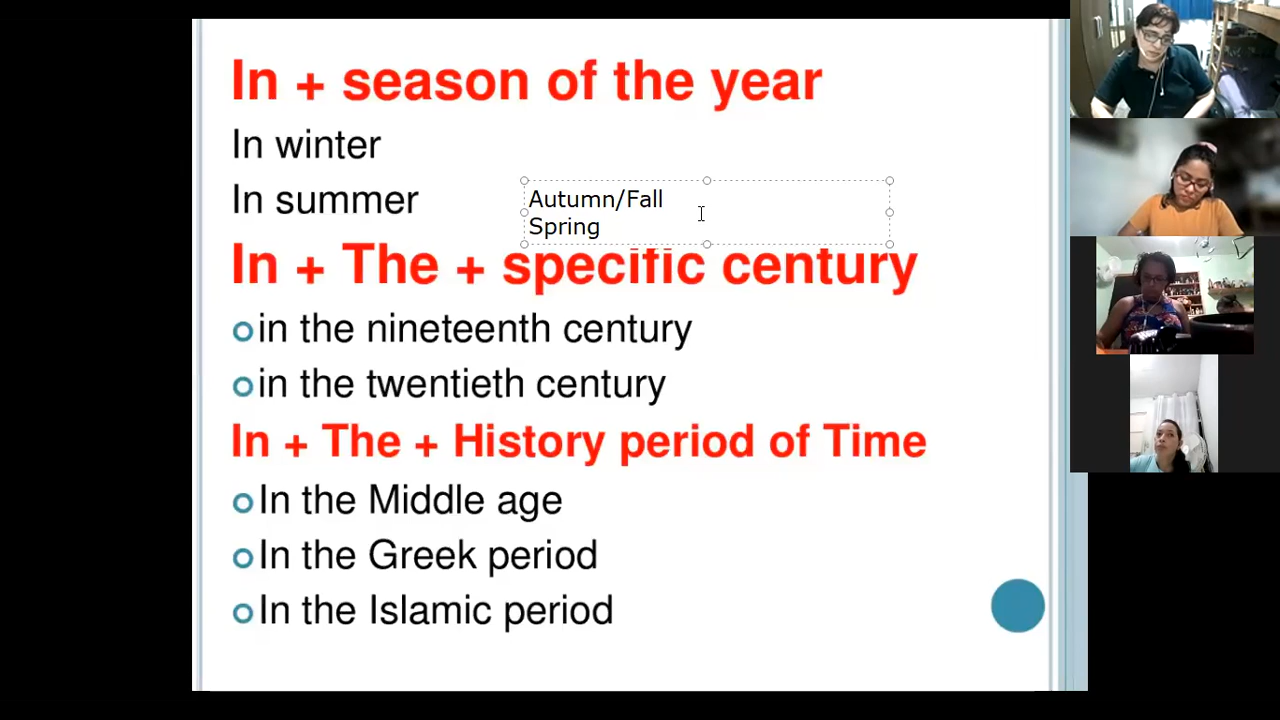 In + season of the year
In winter
In summer
Autumn/Fall
Spring
In + The + specific century
in the nineteenth century
in the twentieth century
In + The + History period of Time
In the Middle age
In the Greek period
In the Islamic period